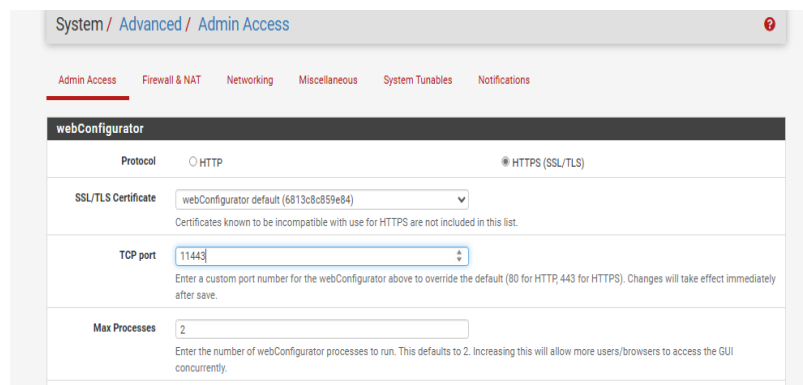 System / Advanced / Admin Access
Admin Access Firewall & NAT Networking Miscellaneous System Tunables Notifications
webConfigurator
Protocol HTTP HTTPS (SSL/TLS)
SSL/TLS Certificate webConfigurator default (6813c8c859e84)
Certificates known to be incompatible with use for HTTPS are not included in this list.
TCP port 11443
Enter a custom port number for the webConfigurator above to override the default (80 for HTTP, 443 for HTTPS). Changes will take effect immediately
after save.
Max Processes 2
Enter the number of webConfigurator processes to run. This defaults to 2. Increasing this will allow more users/browsers to access the GUI
concurrently.